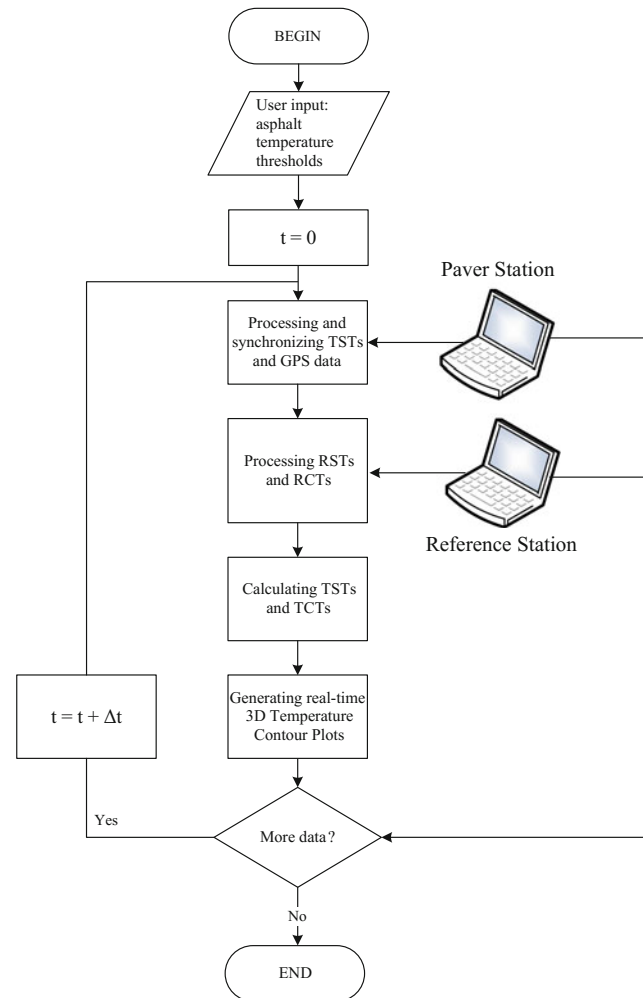 BEGIN
User input:
asphalt
temperature
thresholds
t = 0
Paver Station
Processing and
synchronizing TSTs
and GPS data
Processing RSTs
and RCTs
Reference Station
Calculating TSTs
and TCTs
Generating real-time
3D Temperature
Contour Plots
t = t + Δt
Yes
More data?
No
END